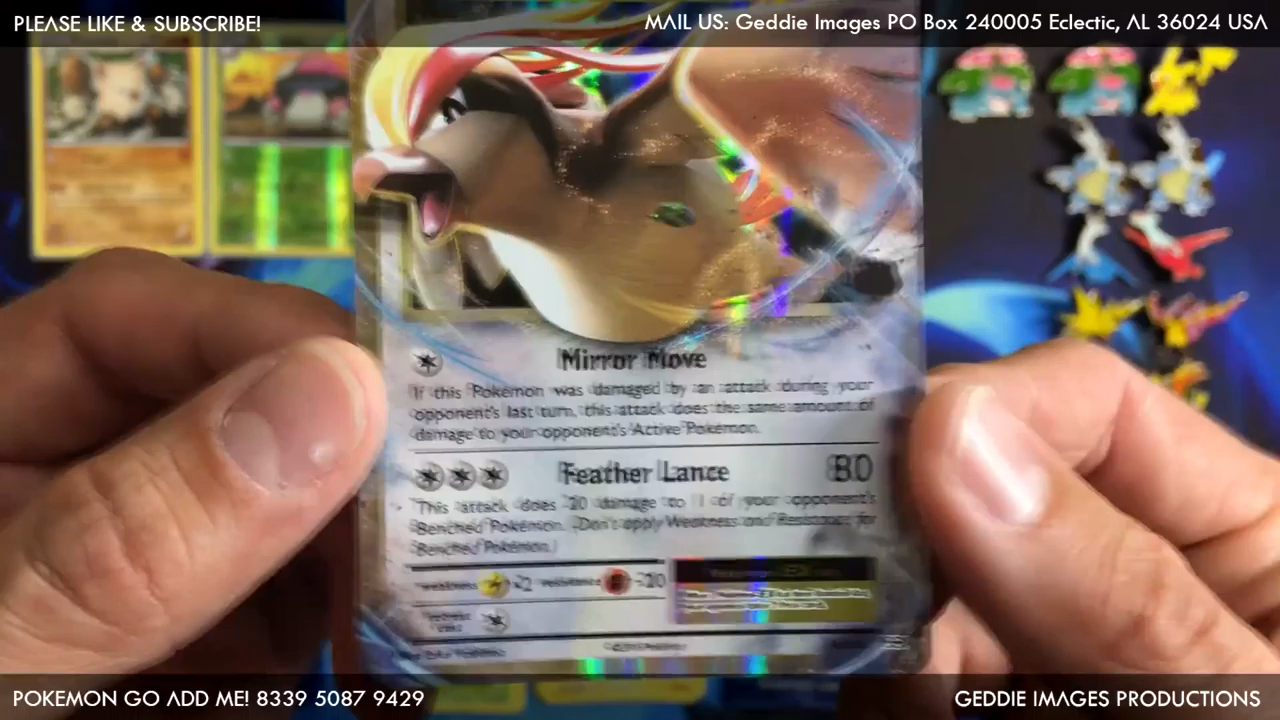 PLEASE LIKE & SUBSCRIBE!
MAIL US: Geddie Images PO Box 240005 Eclectic, AL 36024 USA
Mirror Move
If this Pokémon was damaged by an attack during your
opponent's last turn, this attack does the same amount of
damage to your opponent's Active Pokémon.
Feather Lance 80
This attack does 20 damage to 1 of your opponent's
Benched Pokémon. (Don't apply Weakness and Resistance for
Benched Pokémon.)
weakness ×2 resistance -20
retreat cost
POKEMON GO ADD ME! 8339 5087 9429
GEDDIE IMAGES PRODUCTIONS